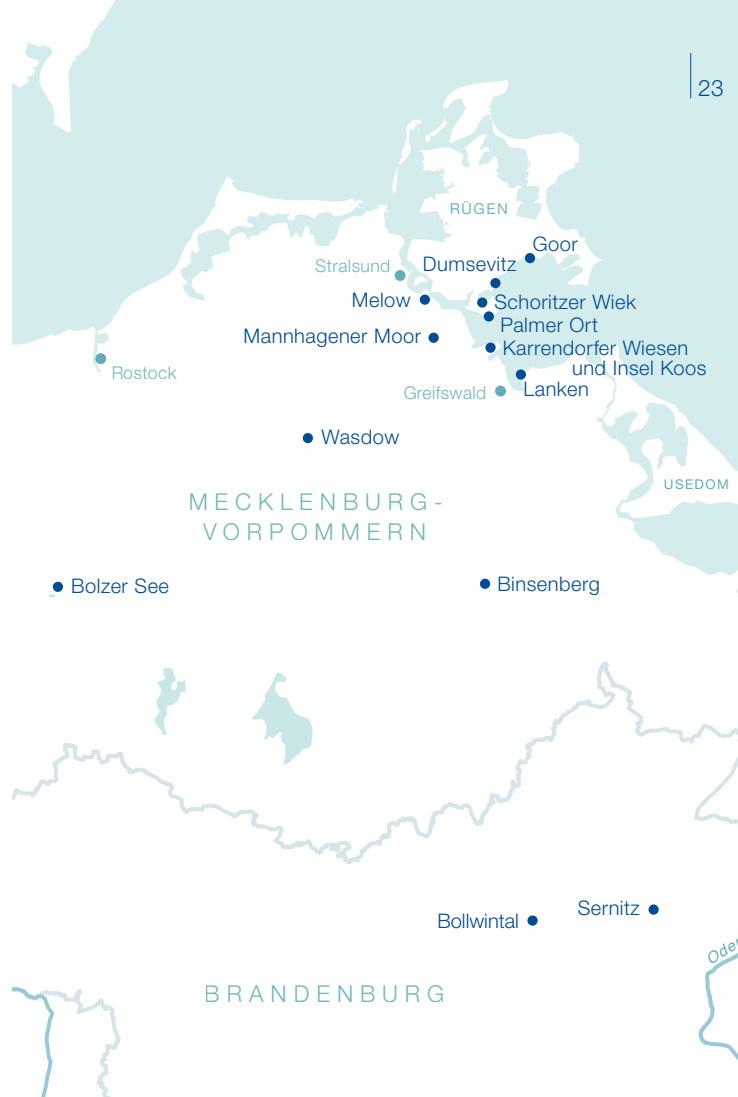 23
RÜGEN
Goor
Stralsund
Dumsevitz
Melow
Schoritzer Wiek
Palmer Ort
Mannhagener Moor
Karrendorfer Wiesen
und Insel Koos
Rostock
Greifswald
Lanken
Wasdow
USEDOM
MECKLENBURG-
VORPOMMERN
Bolzer See
Binsenberg
Sernitz
Bollwintal
Oder
BRANDENBURG